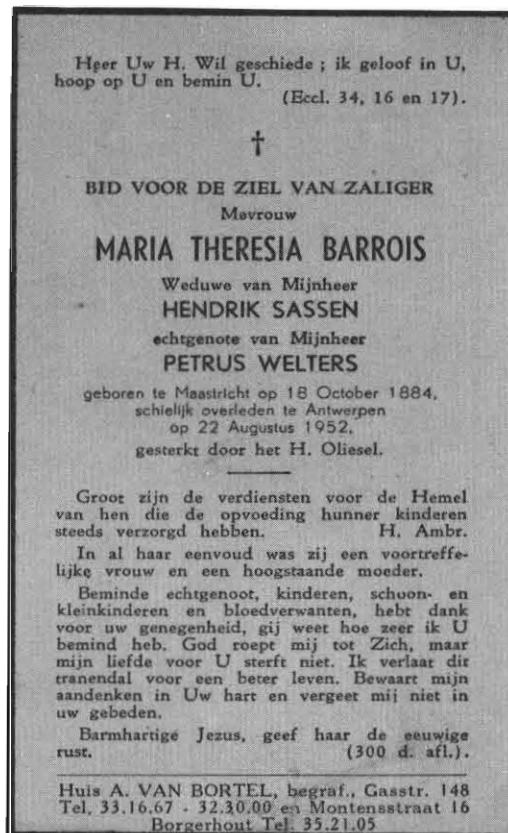 Heer Uw H. Wil geschiede ; ik geloof in U,
hoop op U en bemin U.
(Eccl. 34, 16 en 17).
†
BID VOOR DE ZIEL VAN ZALIGER
Mevrouw
MARIA THERESIA BARROIS
Weduwe van Mijnheer
HENDRIK SASSEN
echtgenote van Mijnheer
PETRUS WELTERS
geboren te Maastricht op 18 October 1884,
schielijk overleden te Antwerpen
op 22 Augustus 1952,
gesterkt door het H. Oliesel.
Groot zijn de verdiensten voor de Hemel
van hen die de opvoeding hunner kinderen
steeds verzorgd hebben. H. Ambr.
In al haar eenvoud was zij een voortreffe-
lijke vrouw en een hoogstaande moeder.
Beminde echtgenoot, kinderen, schoon- en
kleinkinderen en bloedverwanten, hebt dank
voor uw genegenheid, gij weet hoe zeer ik U
bemind heb. God roept mij tot Zich, maar
mijn liefde voor U sterft niet. Ik verlaat dit
tranendal voor een beter leven. Bewaart mijn
aandenken in Uw hart en vergeet mij niet in
uw gebeden.
Barmhartige Jezus, geef haar de eeuwige
rust. (300 d. afl.).
Huis A. VAN BORTEL, begraf., Gasstr. 148
Tel. 33.16.67 - 32.30.00 en Montensstraat 16
Borgerhout Tel. 35.21.05